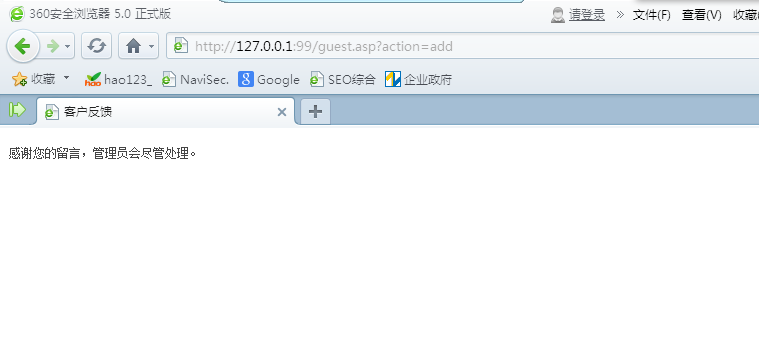 360安全浏览器 5.0 正式版 请登录 » 文件(F) 查看(V) 收藏(
http://127.0.0.1:99/guest.asp?action=add
收藏 hao123_ NaviSec. Google SEO综合 企业政府
客户反馈
感谢您的留言，管理员会尽管处理。